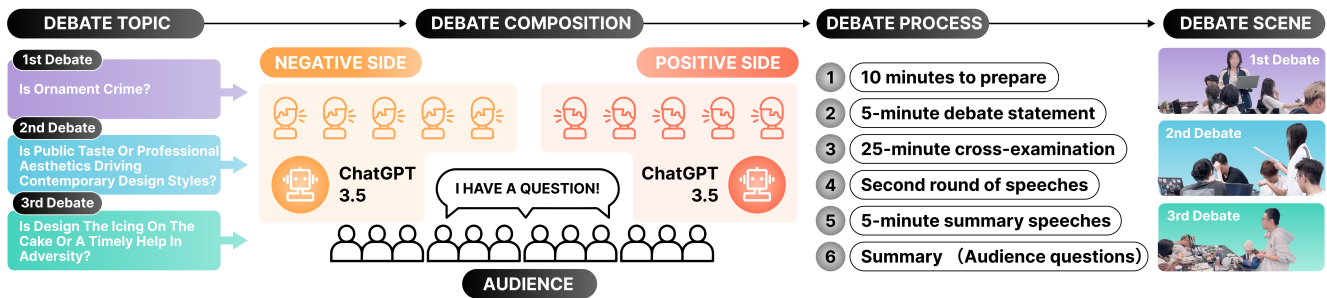 DEBATE TOPIC
DEBATE COMPOSITION
DEBATE PROCESS
DEBATE SCENE
1st Debate
Is Ornament Crime?
2nd Debate
Is Public Taste Or Professional
Aesthetics Driving
Contemporary Design Styles?
3rd Debate
Is Design The Icing On The
Cake Or A Timely Help In
Adversity?
NEGATIVE SIDE
POSITIVE SIDE
ChatGPT
3.5
ChatGPT
3.5
I HAVE A QUESTION!
AUDIENCE
1 10 minutes to prepare
2 5-minute debate statement
3 25-minute cross-examination
4 Second round of speeches
5 5-minute summary speeches
6 Summary （Audience questions）
1st Debate
2nd Debate
3rd Debate